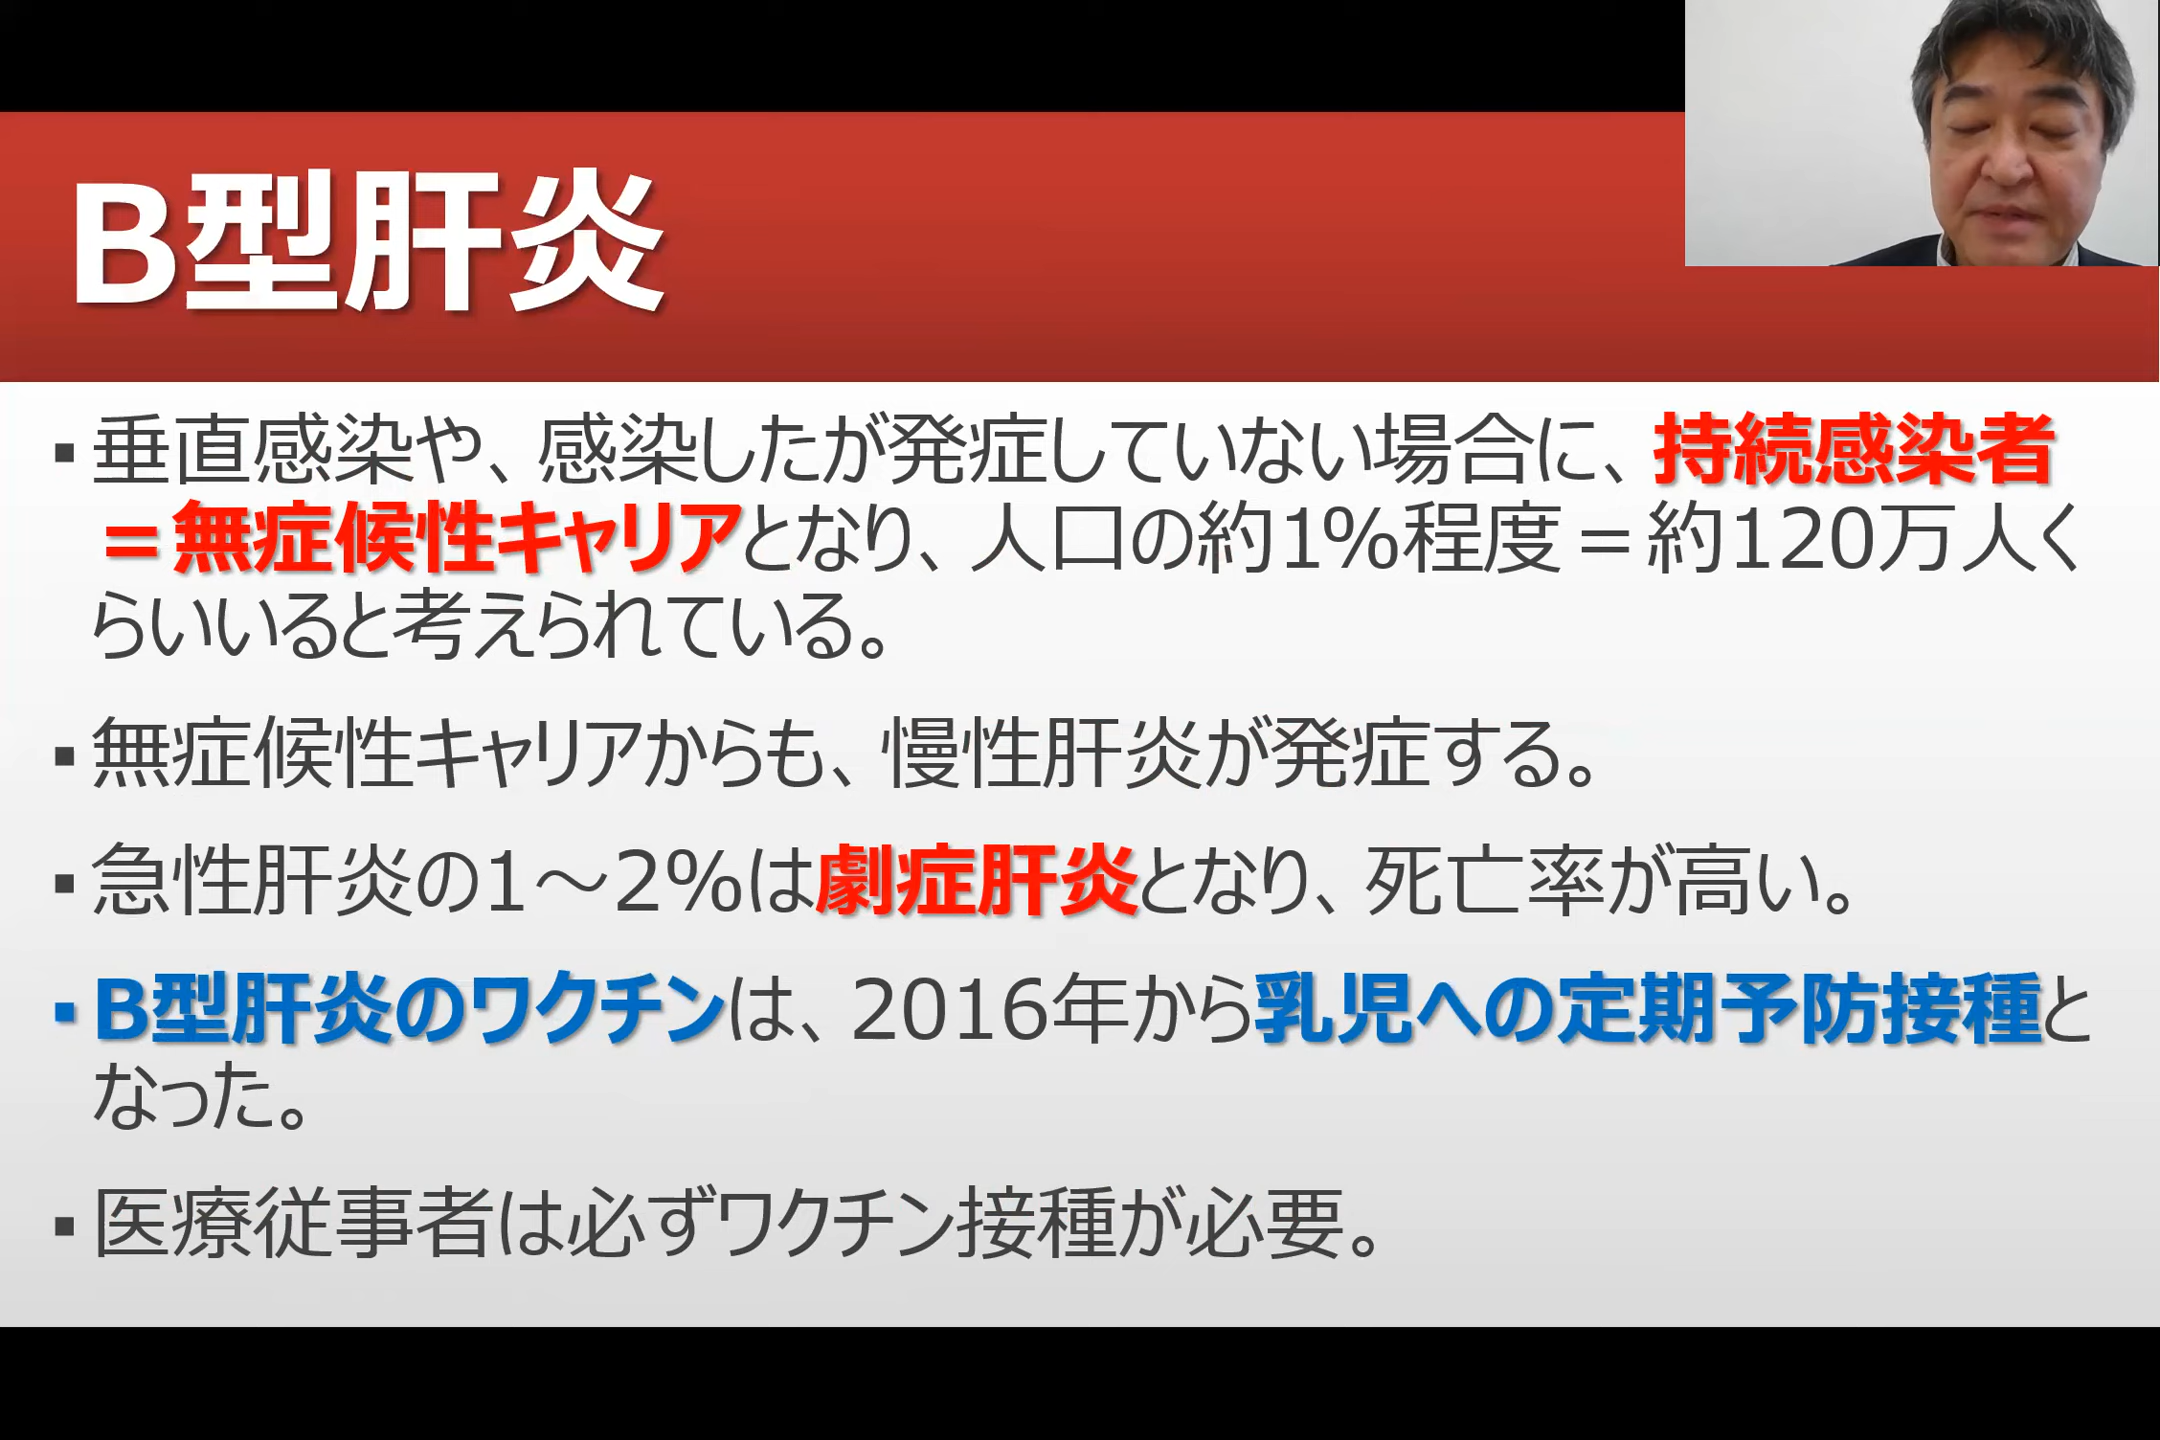 B型肝炎
▪垂直感染や、感染したが発症していない場合に、持続感染者
＝無症候性キャリアとなり、人口の約1%程度＝約120万人く
らいいると考えられている。
▪無症候性キャリアからも、慢性肝炎が発症する。
▪急性肝炎の1～2%は劇症肝炎となり、死亡率が高い。
▪B型肝炎のワクチンは、2016年から乳児への定期予防接種と
なった。
▪医療従事者は必ずワクチン接種が必要。